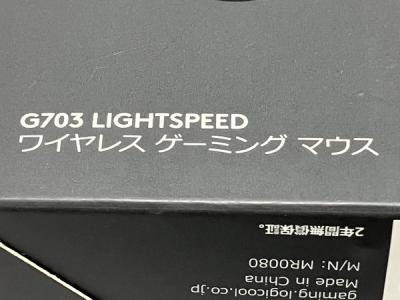 G703 LIGHTSPEED
ワイヤレス ゲーミング マウス
2年間無償保証。
gaming.logicool.co.jp
Made in China
M/N: MR0080